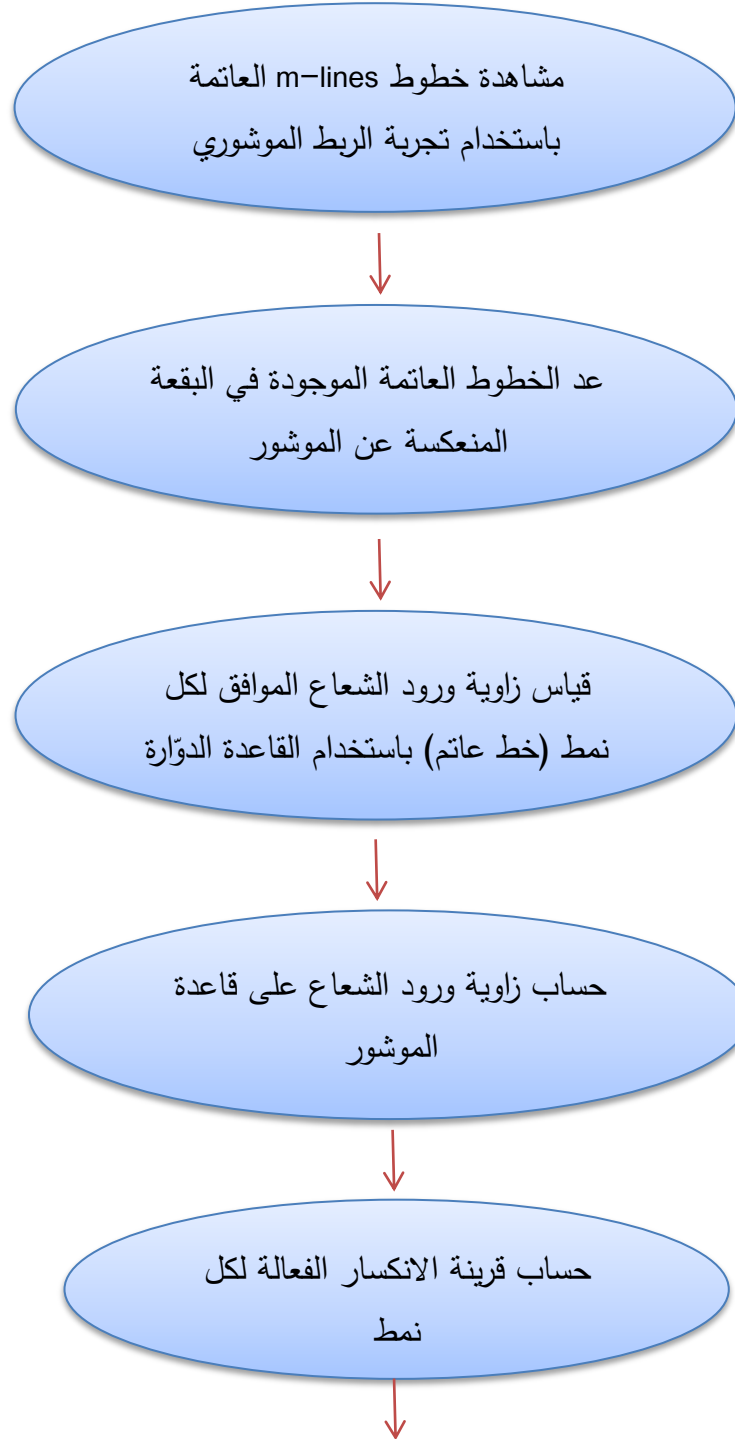 مشاهدة خطوط m-lines العاتمة
باستخدام تجربة الربط الموشوري
عد الخطوط العاتمة الموجودة في البقعة
المنعكسة عن الموشور
قياس زاوية ورود الشعاع الموافق لكل
نمط (خط عاتم) باستخدام القاعدة الدوّارة
حساب زاوية ورود الشعاع على قاعدة
الموشور
حساب قرينة الانكسار الفعالة لكل
نمط